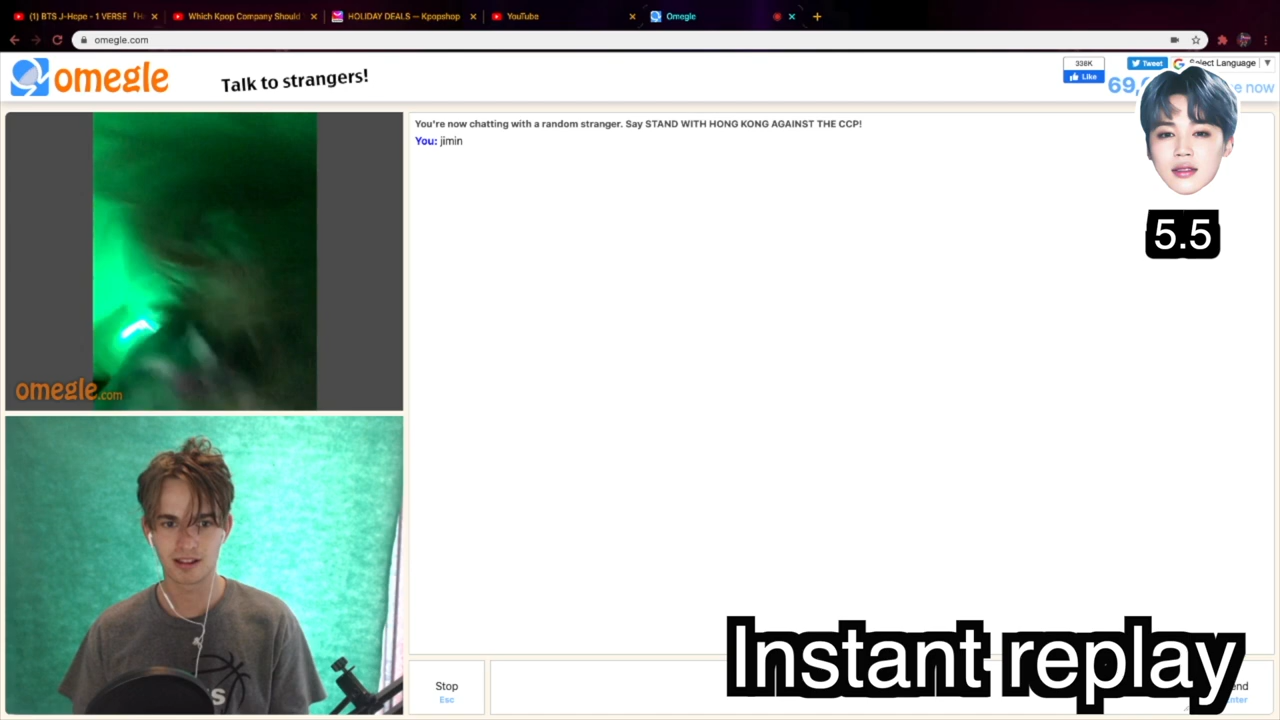 (1) BTS J-Hope - 1 VERSE
Which Kpop Company Should
HOLIDAY DEALS — Kpopshop
YouTube
Omegle
omegle.com
omegle
Talk to strangers!
338K
Like
Tweet
Select Language
69,
now
You're now chatting with a random stranger. Say STAND WITH HONG KONG AGAINST THE CCP!
You: jimin
5.5
omegle.com
Stop
Esc
Instant replay